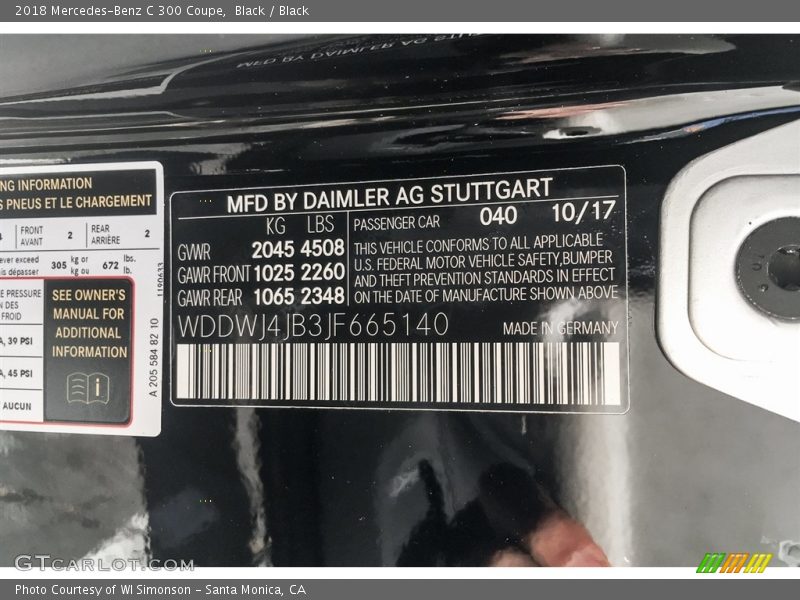 2018 Mercedes-Benz C 300 Coupe,  Black / Black
NG INFORMATION
S PNEUS ET LE CHARGEMENT
FRONT
AVANT
2
REAR
ARRIÈRE
2
ever exceed
is dépasser
305 kg or
kg ou
672 lbs.
lb.
E PRESSURE
N DES
FROID
A, 39 PSI
A, 45 PSI
AUCUN
SEE OWNER'S
MANUAL FOR
ADDITIONAL
INFORMATION
1190633
A 205 584 82 10
MFD BY DAIMLER AG STUTTGART
KG LBS
GVWR 2045 4508
GAWR FRONT 1025 2260
GAWR REAR 1065 2348
PASSENGER CAR 040 10/17
THIS VEHICLE CONFORMS TO ALL APPLICABLE
U.S. FEDERAL MOTOR VEHICLE SAFETY,BUMPER
AND THEFT PREVENTION STANDARDS IN EFFECT
ON THE DATE OF MANUFACTURE SHOWN ABOVE
WDDWJ4JB3JF665140
MADE IN GERMANY
GTCarLot.com
Photo Courtesy of WI Simonson - Santa Monica, CA